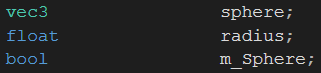 vec3 sphere;
float radius;
bool m_Sphere;